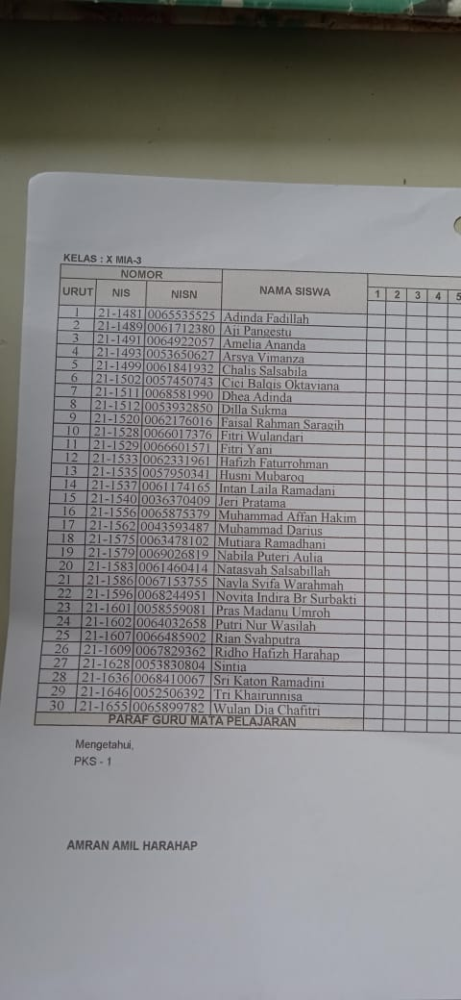 KELAS : X MIA-3
NOMOR
URUT NIS NISN NAMA SISWA 1 2 3 4 5
1 21-1481 0065535525 Adinda Fadillah
2 21-1489 0061712380 Aji Pangestu
3 21-1491 0064922057 Amelia Ananda
4 21-1493 0053650627 Arsya Vimanza
5 21-1499 0061841932 Chalis Salsabila
6 21-1502 0057450743 Cici Balqis Oktaviana
7 21-1511 0068581990 Dhea Adinda
8 21-1512 0053932850 Dilla Sukma
9 21-1520 0062176016 Faisal Rahman Saragih
10 21-1528 0066017376 Fitri Wulandari
11 21-1529 0066601571 Fitri Yani
12 21-1533 0062331961 Hafizh Faturrohman
13 21-1535 0057950341 Husni Mubaroq
14 21-1537 0061174165 Intan Laila Ramadani
15 21-1540 0036370409 Jeri Pratama
16 21-1556 0065875379 Muhammad Affan Hakim
17 21-1562 0043593487 Muhammad Darius
18 21-1575 0063478102 Mutiara Ramadhani
19 21-1579 0069026819 Nabila Puteri Aulia
20 21-1583 0061460414 Natasyah Salsabillah
21 21-1586 0067153755 Nayla Syifa Warahmah
22 21-1596 0068244951 Novita Indira Br Surbakti
23 21-1601 0058559081 Pras Madanu Umroh
24 21-1602 0064032658 Putri Nur Wasilah
25 21-1607 0066485902 Rian Syahputra
26 21-1609 0067829362 Ridho Hafizh Harahap
27 21-1628 0053830804 Sintia
28 21-1636 0068410067 Sri Katon Ramadini
29 21-1646 0052506392 Tri Khairunnisa
30 21-1655 0065899782 Wulan Dia Chafitri
PARAF GURU MATA PELAJARAN
Mengetahui,
PKS - 1
AMRAN AMIL HARAHAP